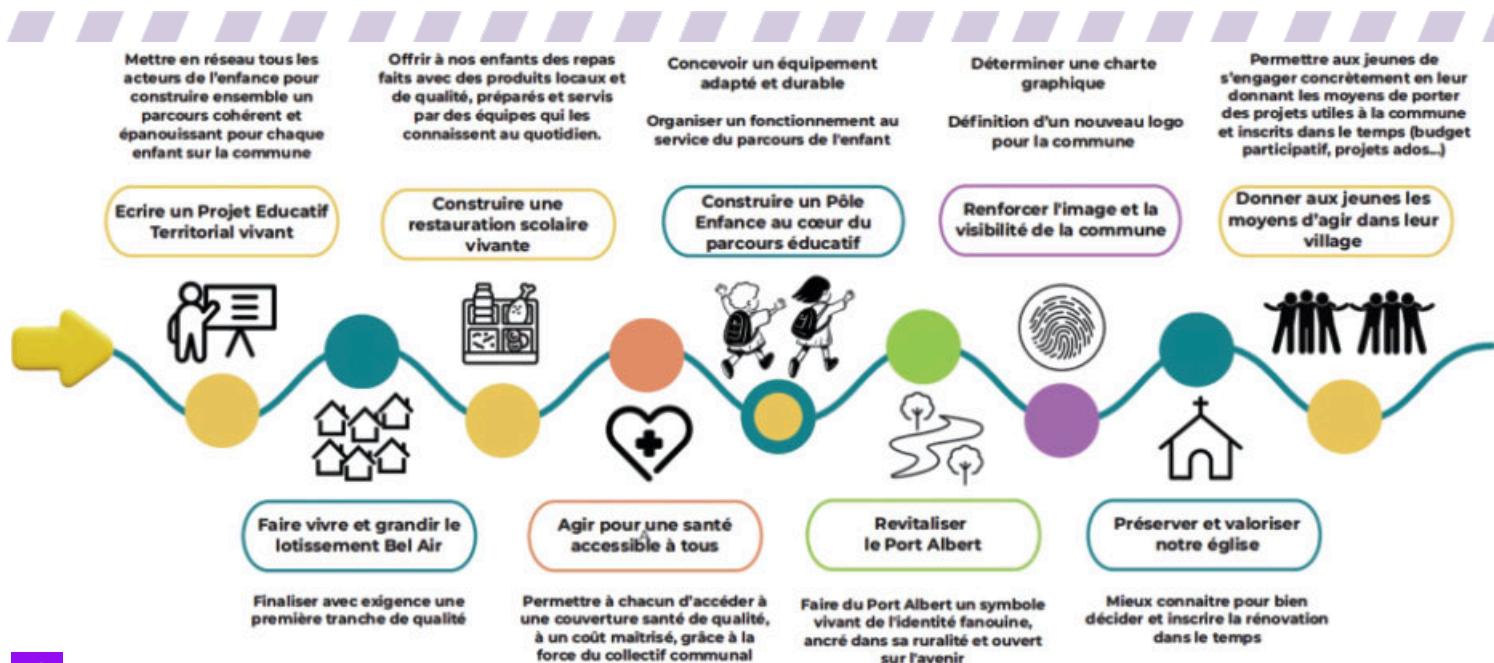 Mettre en réseau tous les
acteurs de l'enfance pour
construire ensemble un
parcours cohérent et
épanouissant pour chaque
enfant sur la commune
Offrir à nos enfants des repas
faits avec des produits locaux et
de qualité, préparés et servis
par des équipes qui les
connaissent au quotidien.
Concevoir un équipement
adapté et durable
Organiser un fonctionnement au
service du parcours de l'enfant
Déterminer une charte
graphique
Définition d'un nouveau logo
pour la commune
Permettre aux jeunes de
s'engager concrètement en leur
donnant les moyens de porter
des projets utiles à la commune
et inscrits dans le temps (budget
participatif, projets ados...)
Ecrire un Projet Educatif
Territorial vivant
Construire une
restauration scolaire
vivante
Construire un Pôle
Enfance au cœur du
parcours éducatif
Renforcer l'image et la
visibilité de la commune
Donner aux jeunes les
moyens d'agir dans leur
village
Faire vivre et grandir le
lotissement Bel Air
Agir pour une santé
accessible à tous
Revitaliser
le Port Albert
Préserver et valoriser
notre église
Finaliser avec exigence une
première tranche de qualité
Permettre à chacun d'accéder à
une couverture santé de qualité,
à un coût maîtrisé, grâce à la
force du collectif communal
Faire du Port Albert un symbole
vivant de l'identité fanouine,
ancré dans sa ruralité et ouvert
sur l'avenir
Mieux connaitre pour bien
décider et inscrire la rénovation
dans le temps